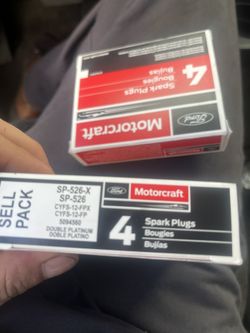 4
Spark Plugs
Bougies
Bujías
Motorcraft
Ford
SELL
PACK
SP-526-X
SP-526
CYFS-12-FPX
CYFS-12-FP
5094560
DOUBLE PLATINUM
DOBLE PLATINO
Ford
Motorcraft
4
Spark Plugs
Bougies
Bujías